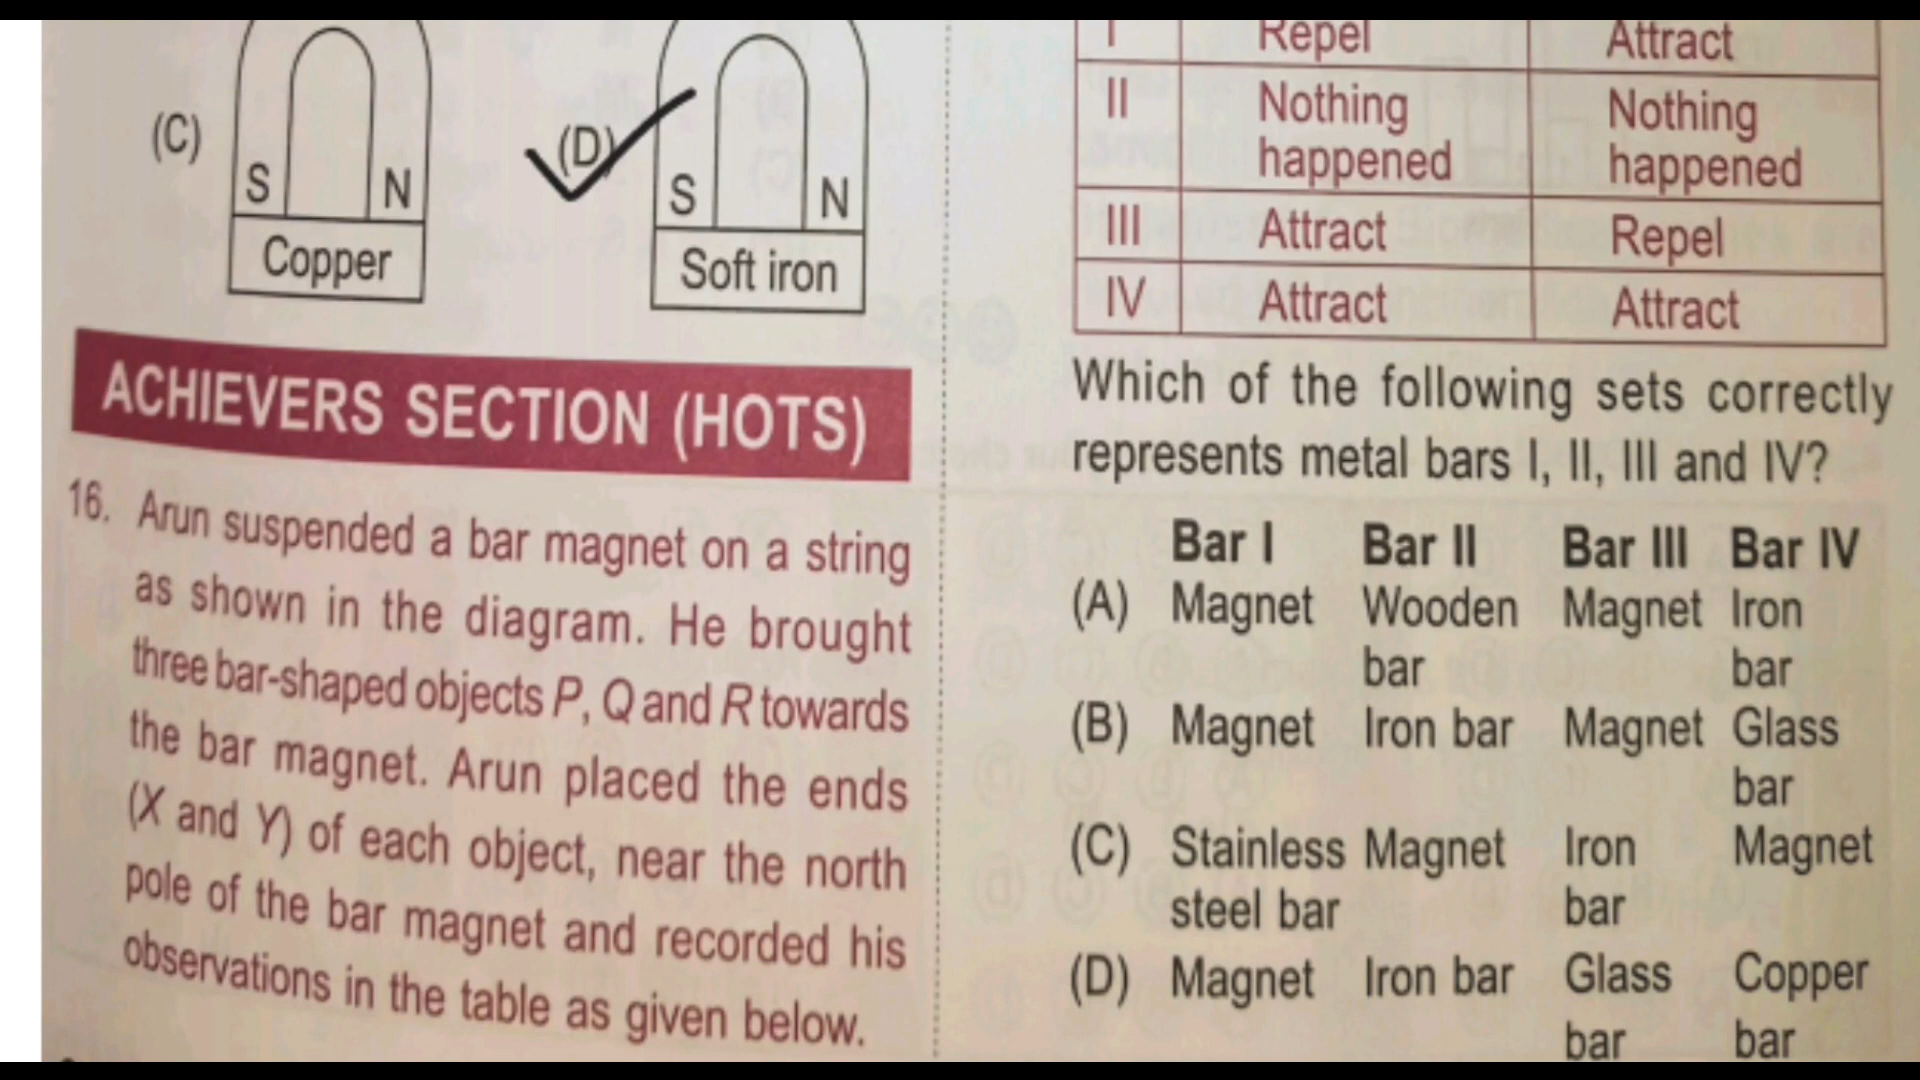 (C)
S N
Copper
(D)
S N
Soft iron
ACHIEVERS SECTION (HOTS)
16. Arun suspended a bar magnet on a string
as shown in the diagram. He brought
three bar-shaped objects P, Q and R towards
the bar magnet. Arun placed the ends
(X and Y) of each object, near the north
pole of the bar magnet and recorded his
observations in the table as given below.
I Repel Attract
II Nothing Nothing
happened happened
III Attract Repel
IV Attract Attract
Which of the following sets correctly
represents metal bars I, II, III and IV?
Bar I Bar II Bar III Bar IV
(A) Magnet Wooden Magnet Iron
bar bar
(B) Magnet Iron bar Magnet Glass
bar
(C) Stainless Magnet Iron Magnet
steel bar bar
(D) Magnet Iron bar Glass Copper
bar bar